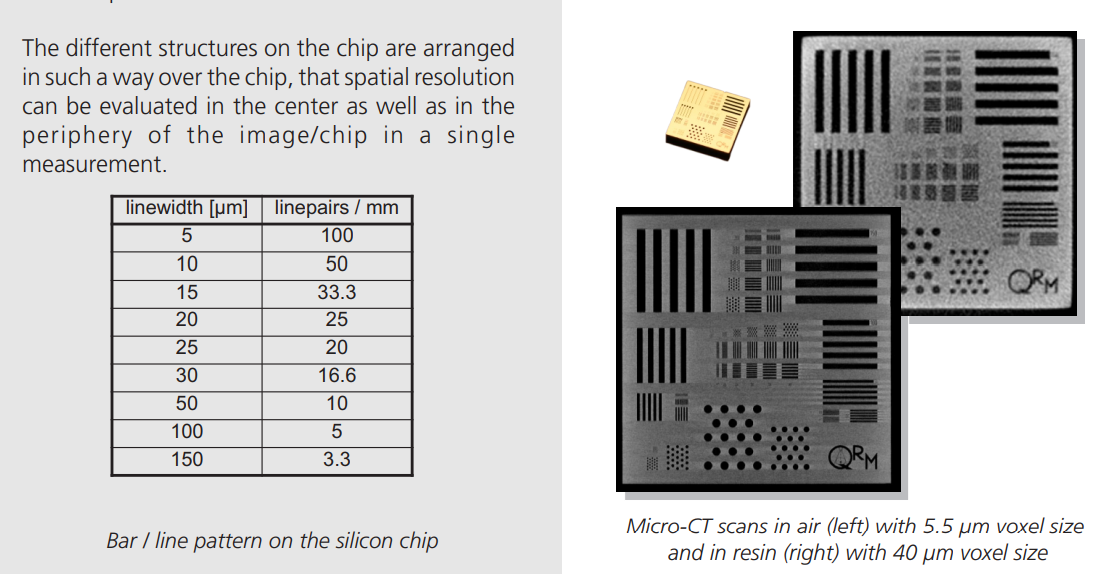 The different structures on the chip are arranged
in such a way over the chip, that spatial resolution
can be evaluated in the center as well as in the
periphery of the image/chip in a single
measurement.
linewidth [µm] linepairs / mm
5 100
10 50
15 33.3
20 25
25 20
30 16.6
50 10
100 5
150 3.3
Bar / line pattern on the silicon chip
QRM
QRM
Micro-CT scans in air (left) with 5.5 µm voxel size
and in resin (right) with 40 µm voxel size